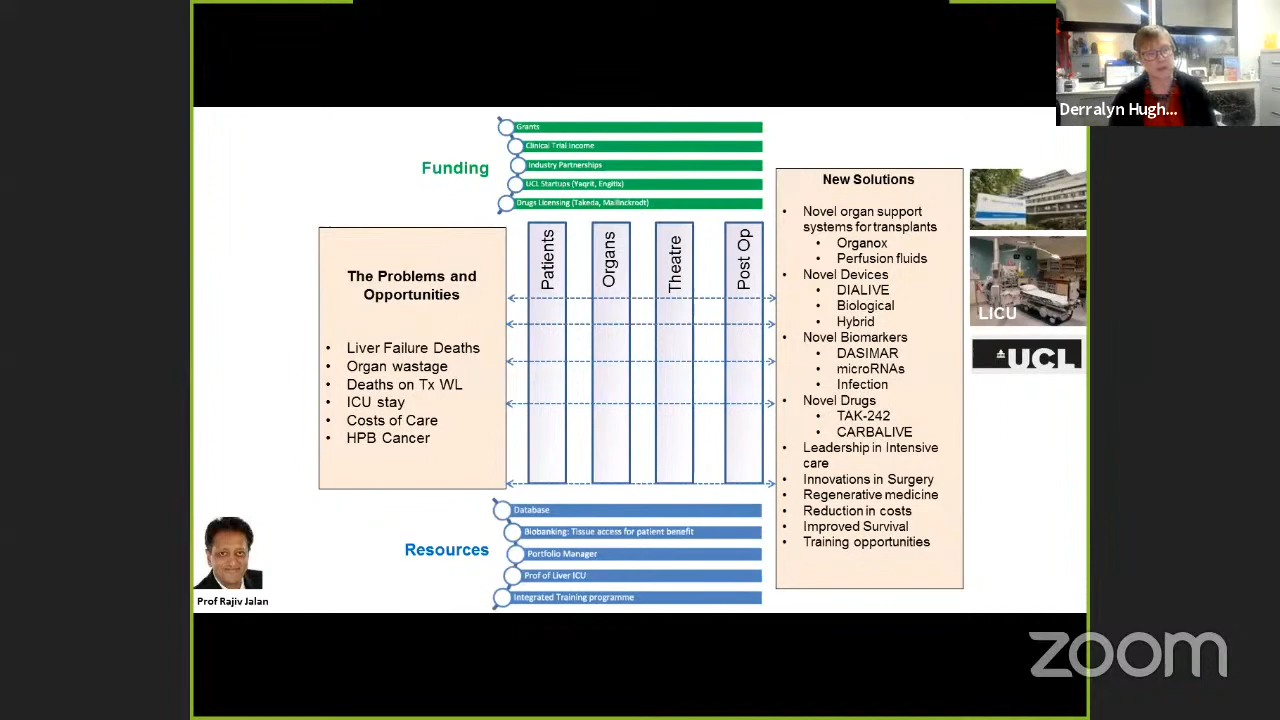 Derralyn Hugh...
Funding
Grants
Clinical Trial Income
Industry Partnerships
UCL Startups (Yaqrit, Engitix)
Drugs Licensing (Takeda, Mallinckrodt)
The Problems and
Opportunities
• Liver Failure Deaths
• Organ wastage
• Deaths on Tx WL
• ICU stay
• Costs of Care
• HPB Cancer
Patients
Organs
Theatre
Post Op
New Solutions
• Novel organ support
systems for transplants
• Organox
• Perfusion fluids
• Novel Devices
• DIALIVE
• Biological
• Hybrid
• Novel Biomarkers
• DASIMAR
• microRNAs
• Infection
• Novel Drugs
• TAK-242
• CARBALIVE
• Leadership in Intensive
care
• Innovations in Surgery
• Regenerative medicine
• Reduction in costs
• Improved Survival
• Training opportunities
LICU
UCL
Resources
Database
Biobanking: Tissue access for patient benefit
Portfolio Manager
Prof of Liver ICU
Integrated Training programme
Prof Rajiv Jalan
zoom